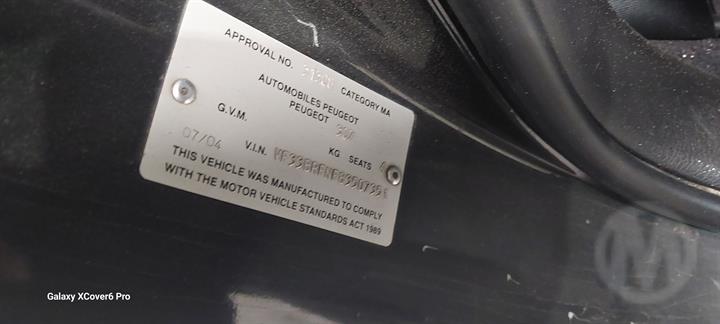 APPROVAL NO. CATEGORY MA
AUTOMOBILES PEUGEOT
PEUGEOT
G.V.M. KG SEATS
07/04 V.I.N.
THIS VEHICLE WAS MANUFACTURED TO COMPLY
WITH THE MOTOR VEHICLE STANDARDS ACT 1989
M
Galaxy XCover6 Pro